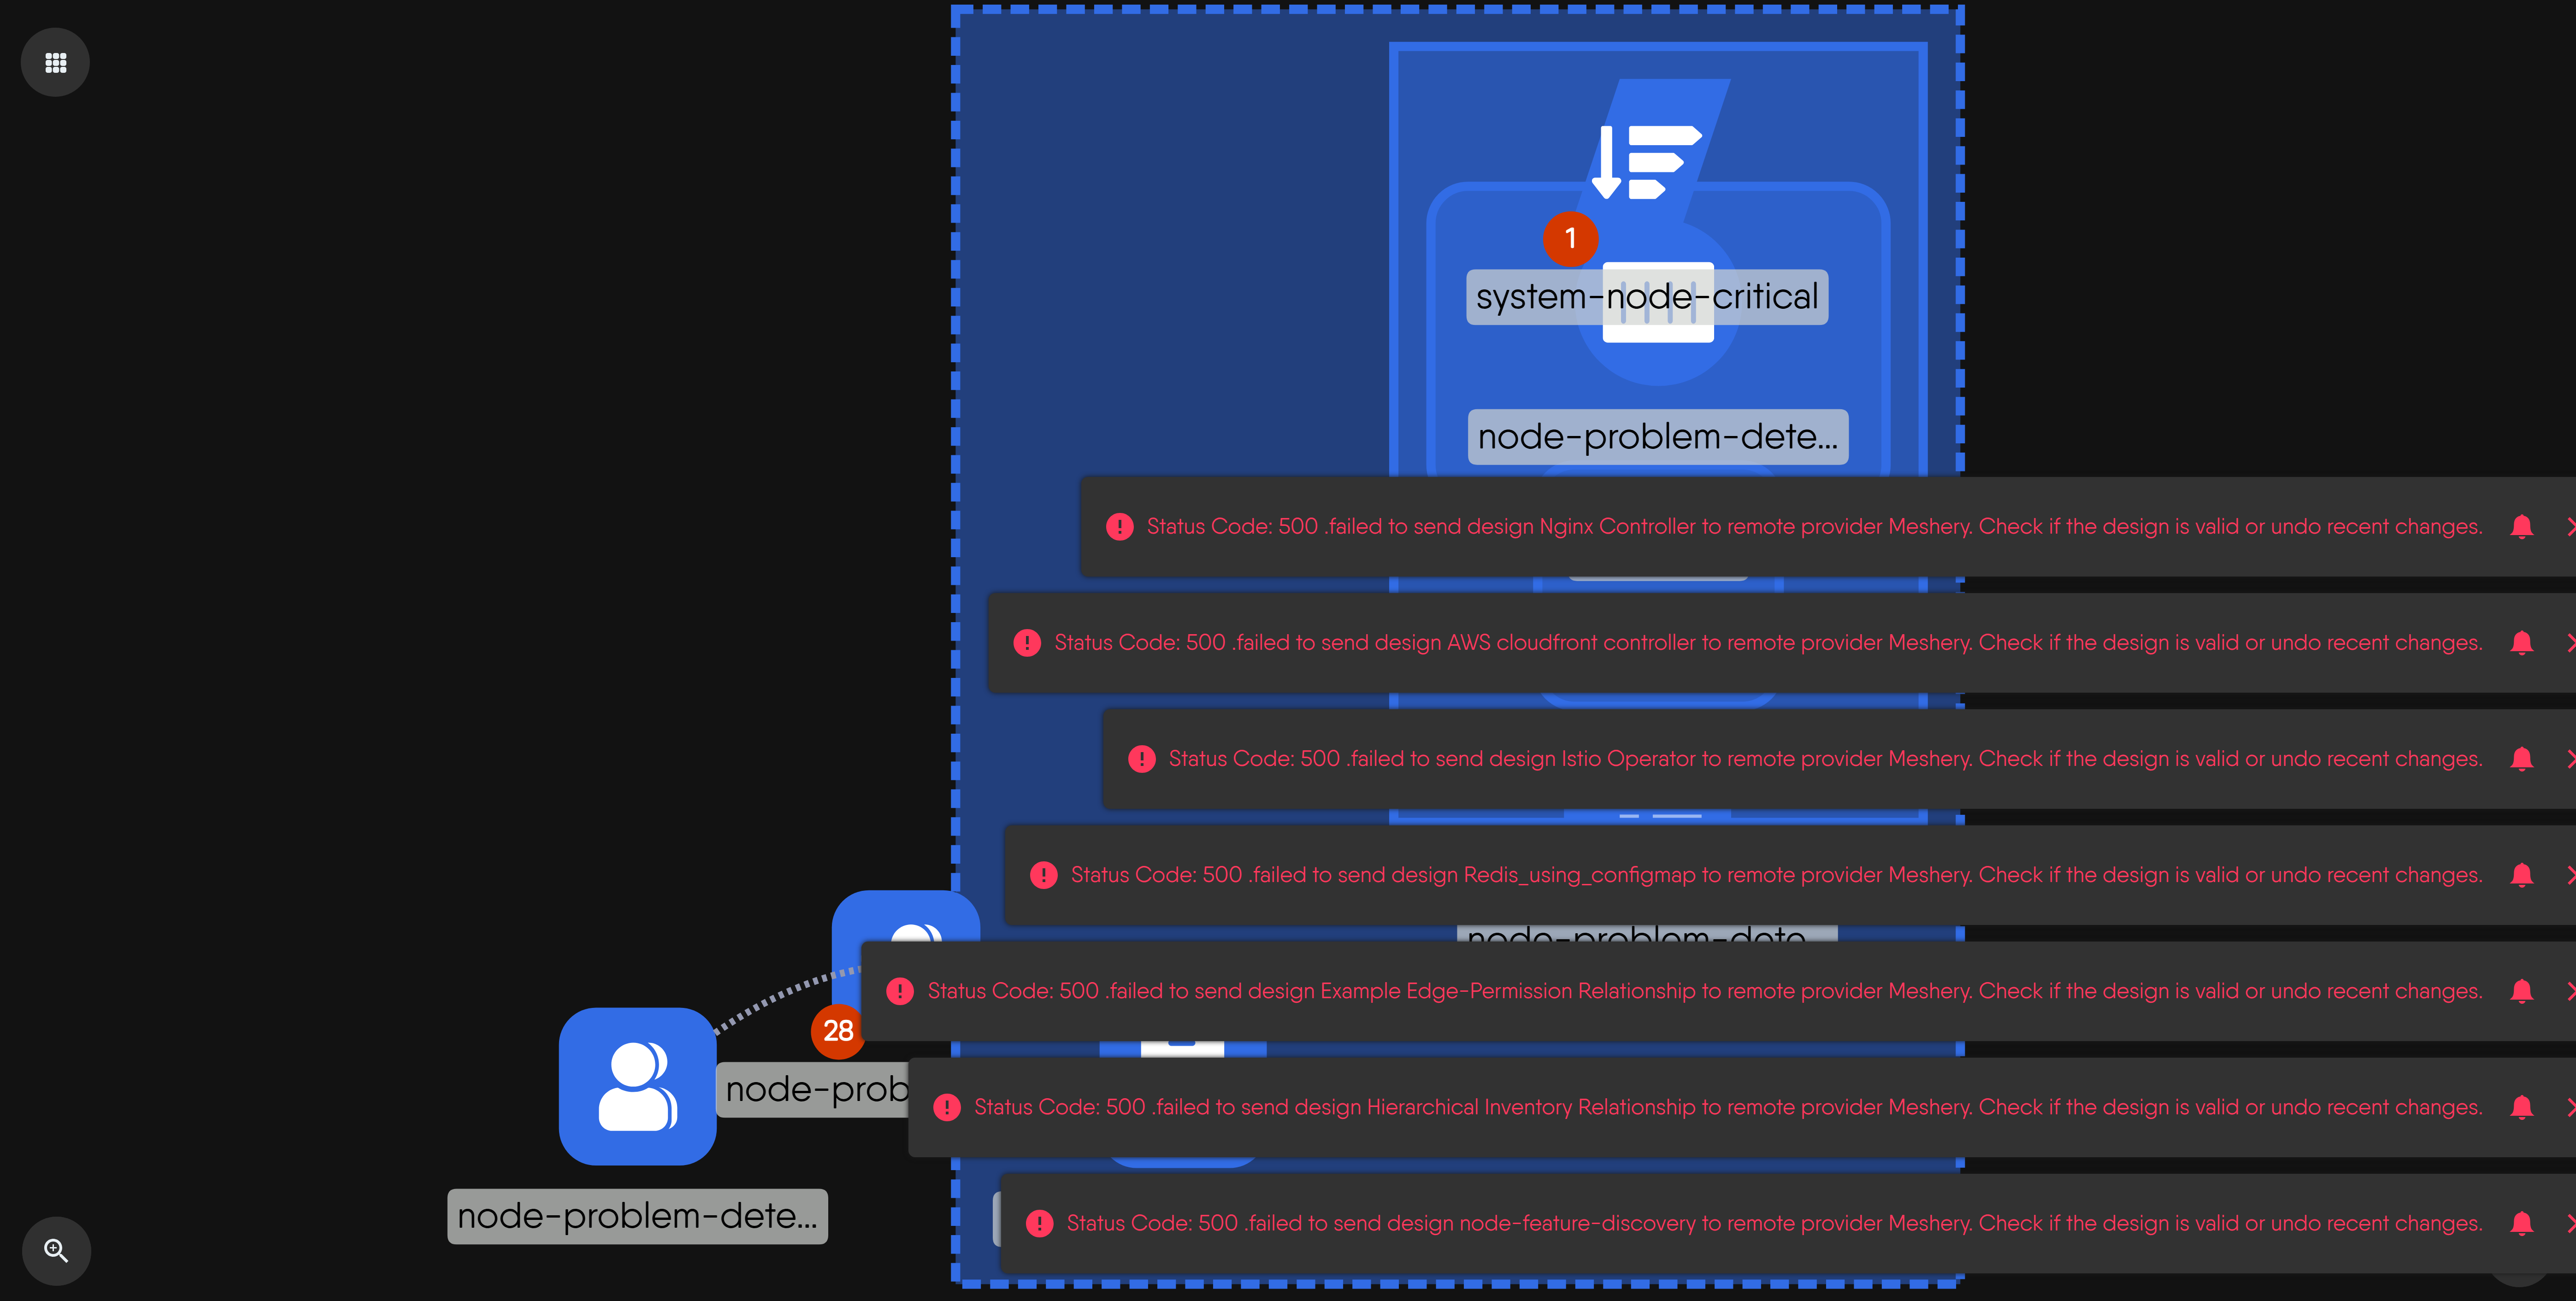 1
system-node-critical
node-problem-dete...
Status Code: 500 .failed to send design Nginx Controller to remote provider Meshery. Check if the design is valid or undo recent changes.
Status Code: 500 .failed to send design AWS cloudfront controller to remote provider Meshery. Check if the design is valid or undo recent changes.
Status Code: 500 .failed to send design Istio Operator to remote provider Meshery. Check if the design is valid or undo recent changes.
Status Code: 500 .failed to send design Redis_using_configmap to remote provider Meshery. Check if the design is valid or undo recent changes.
node-problem-dete...
Status Code: 500 .failed to send design Example Edge-Permission Relationship to remote provider Meshery. Check if the design is valid or undo recent changes.
28
node-prob
Status Code: 500 .failed to send design Hierarchical Inventory Relationship to remote provider Meshery. Check if the design is valid or undo recent changes.
node-problem-dete...
Status Code: 500 .failed to send design node-feature-discovery to remote provider Meshery. Check if the design is valid or undo recent changes.